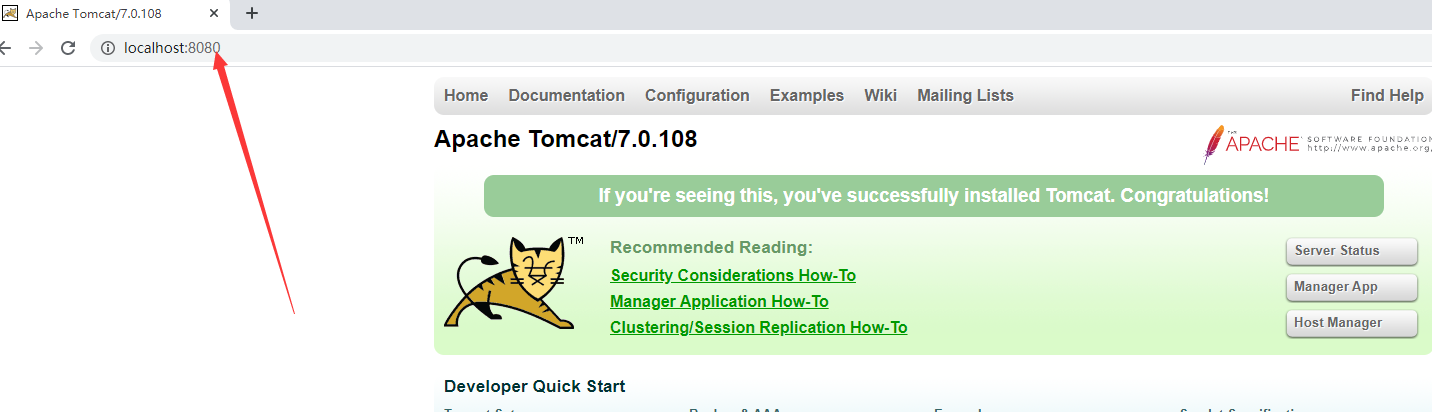 Apache Tomcat/7.0.108
localhost:8080
Home Documentation Configuration Examples Wiki Mailing Lists Find Help
Apache Tomcat/7.0.108
THE APACHE SOFTWARE FOUNDATION
http://www.apache.org/
If you're seeing this, you've successfully installed Tomcat. Congratulations!
TM
Recommended Reading:
Security Considerations How-To
Manager Application How-To
Clustering/Session Replication How-To
Server Status
Manager App
Host Manager
Developer Quick Start